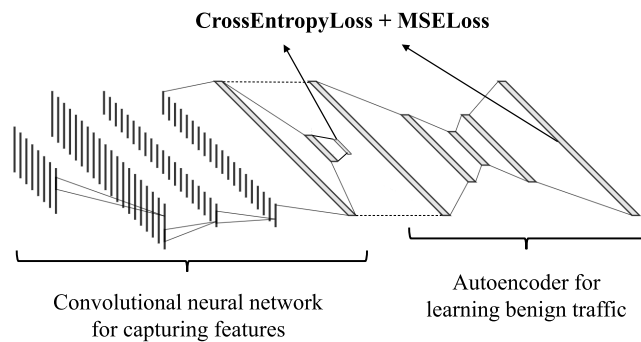 CrossEntropyLoss + MSELoss
Convolutional neural network
for capturing features
Autoencoder for
learning benign traffic